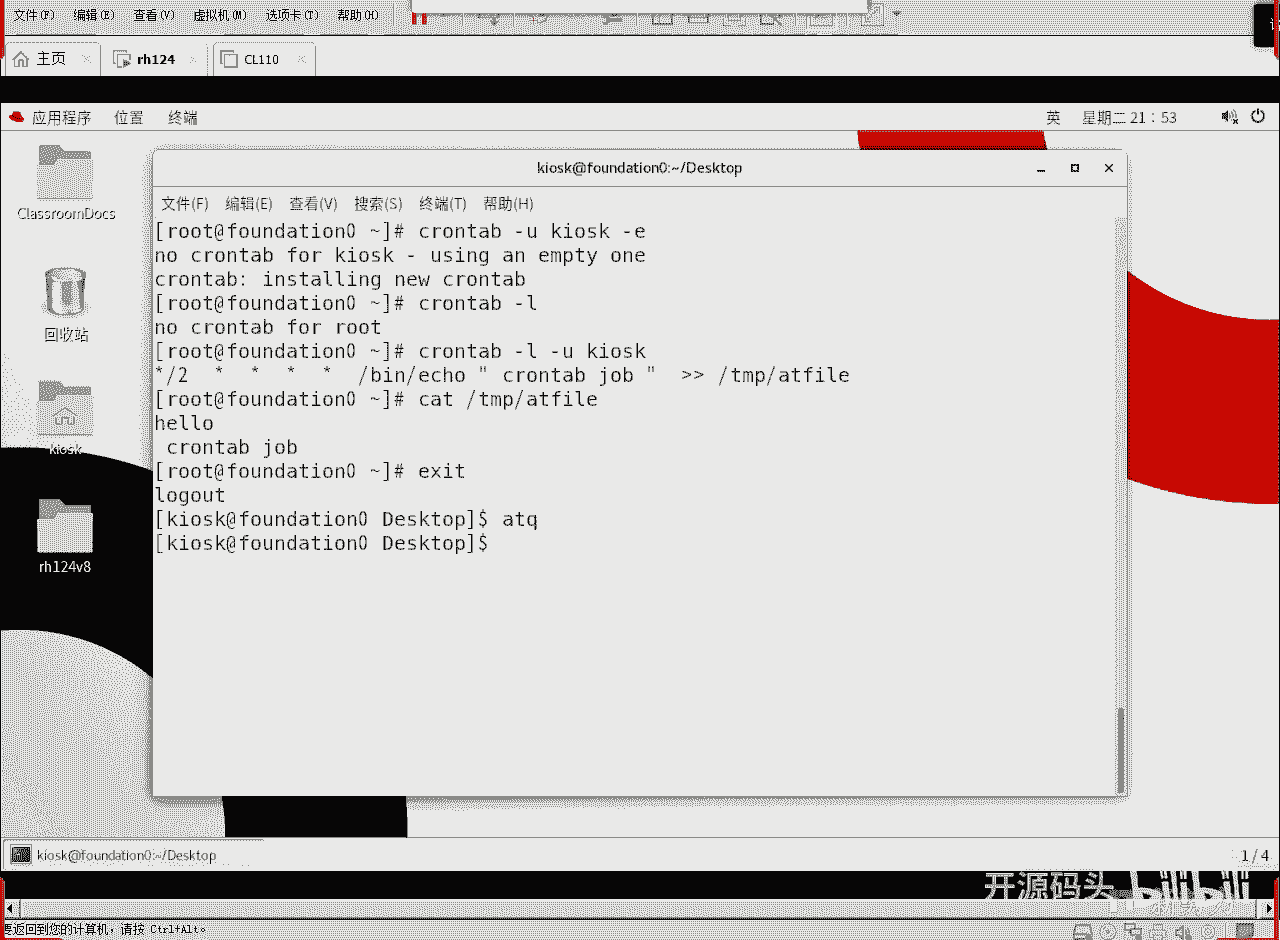 文件(F) 编辑(E) 查看(V) 虚拟机(M) 选项卡(T) 帮助(H)
主页 rh124 CL110
应用程序 位置 终端 英 星期二 21：53
kiosk@foundation0:~/Desktop
文件(F) 编辑(E) 查看(V) 搜索(S) 终端(T) 帮助(H)
[root@foundation0 ~]# crontab -u kiosk -e
no crontab for kiosk - using an empty one
crontab: installing new crontab
[root@foundation0 ~]# crontab -l
no crontab for root
[root@foundation0 ~]# crontab -l -u kiosk
*/2  *  *  *  *  /bin/echo " crontab job "  >> /tmp/atfile
[root@foundation0 ~]# cat /tmp/atfile
hello
 crontab job
[root@foundation0 ~]# exit
logout
[kiosk@foundation0 Desktop]$ atq
[kiosk@foundation0 Desktop]$
ClassroomDocs
回收站
kiosk
rh124v8
kiosk@foundation0:~/Desktop
1 / 4
开源码头 bilibili
要返回到您的计算机，请按 Ctrl+Alt。